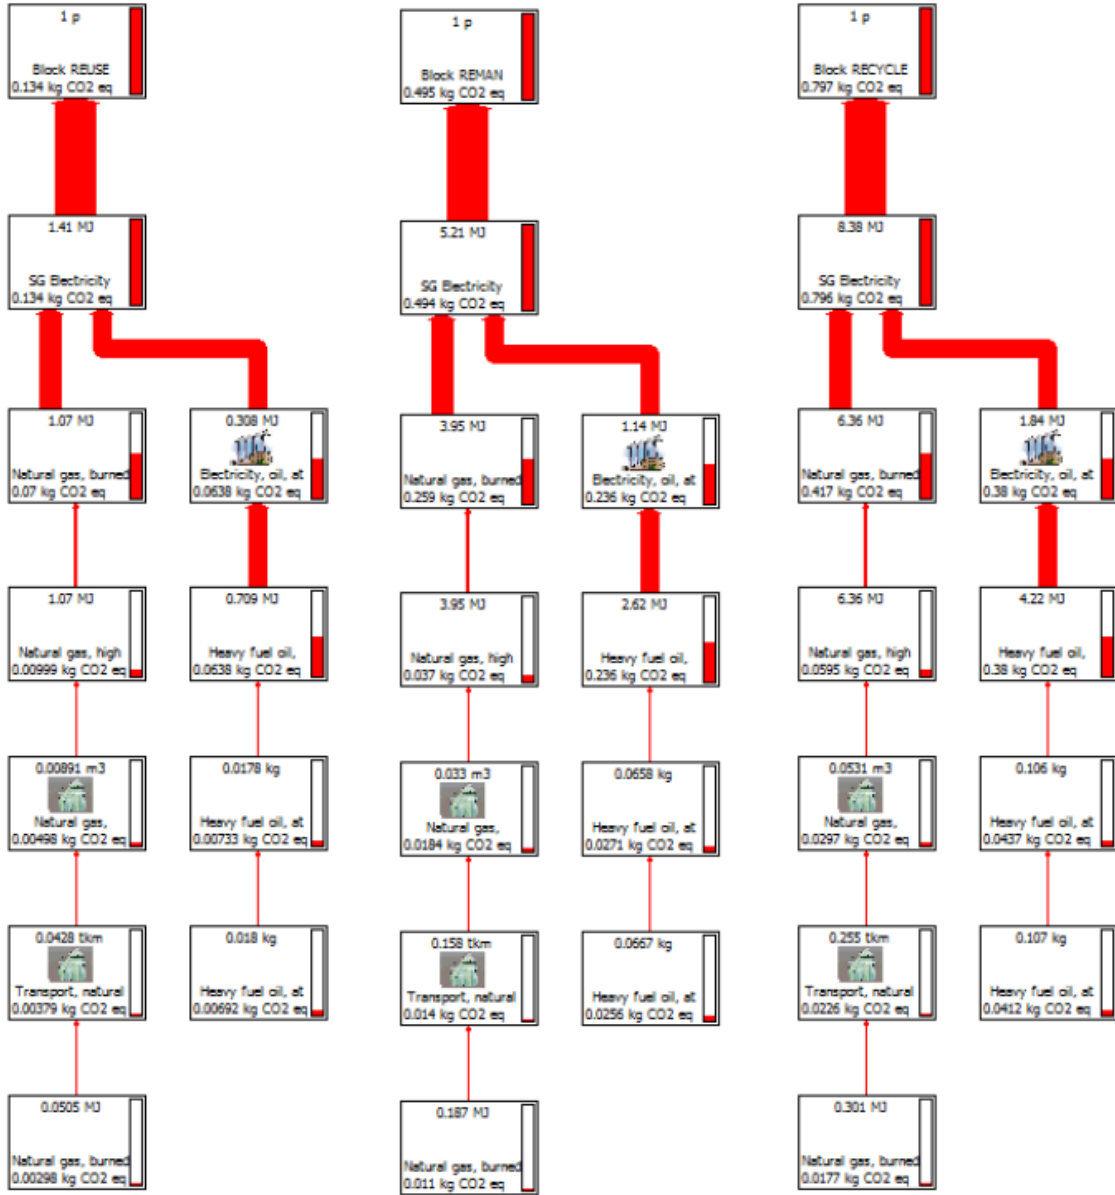 1 p
Block REUSE
0.134 kg CO2 eq
1.41 MJ
SG Electricity
0.134 kg CO2 eq
1.07 MJ
Natural gas, burned
0.07 kg CO2 eq
0.308 MJ
Electricity, oil, at
0.0638 kg CO2 eq
1.07 MJ
Natural gas, high
0.00999 kg CO2 eq
0.709 MJ
Heavy fuel oil,
0.0638 kg CO2 eq
0.00891 m3
Natural gas,
0.00498 kg CO2 eq
0.0178 kg
Heavy fuel oil, at
0.00733 kg CO2 eq
0.0428 tkm
Transport, natural
0.00379 kg CO2 eq
0.018 kg
Heavy fuel oil, at
0.00692 kg CO2 eq
0.0505 MJ
Natural gas, burned
0.00298 kg CO2 eq
1 p
Block REMAN
0.495 kg CO2 eq
5.21 MJ
SG Electricity
0.494 kg CO2 eq
3.95 MJ
Natural gas, burned
0.259 kg CO2 eq
1.14 MJ
Electricity, oil, at
0.236 kg CO2 eq
3.95 MJ
Natural gas, high
0.037 kg CO2 eq
2.62 MJ
Heavy fuel oil,
0.236 kg CO2 eq
0.033 m3
Natural gas,
0.0184 kg CO2 eq
0.0658 kg
Heavy fuel oil, at
0.0271 kg CO2 eq
0.158 tkm
Transport, natural
0.014 kg CO2 eq
0.0667 kg
Heavy fuel oil, at
0.0256 kg CO2 eq
0.187 MJ
Natural gas, burned
0.011 kg CO2 eq
1 p
Block RECYCLE
0.797 kg CO2 eq
8.38 MJ
SG Electricity
0.796 kg CO2 eq
6.36 MJ
Natural gas, burned
0.417 kg CO2 eq
1.84 MJ
Electricity, oil, at
0.38 kg CO2 eq
6.36 MJ
Natural gas, high
0.0595 kg CO2 eq
4.22 MJ
Heavy fuel oil,
0.38 kg CO2 eq
0.0531 m3
Natural gas,
0.0297 kg CO2 eq
0.106 kg
Heavy fuel oil, at
0.0437 kg CO2 eq
0.255 tkm
Transport, natural
0.0226 kg CO2 eq
0.107 kg
Heavy fuel oil, at
0.0412 kg CO2 eq
0.301 MJ
Natural gas, burned
0.0177 kg CO2 eq